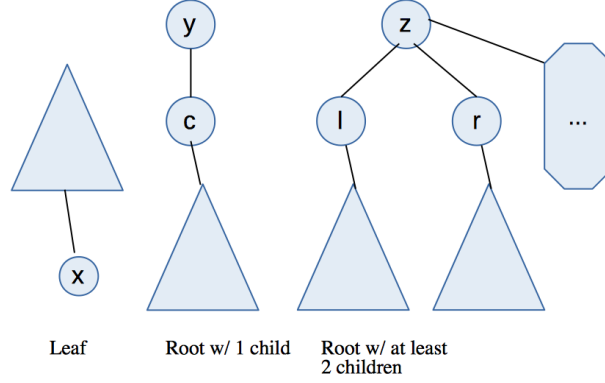 y
z
c
l
r
...
x
Leaf
Root w/ 1 child
Root w/ at least
2 children